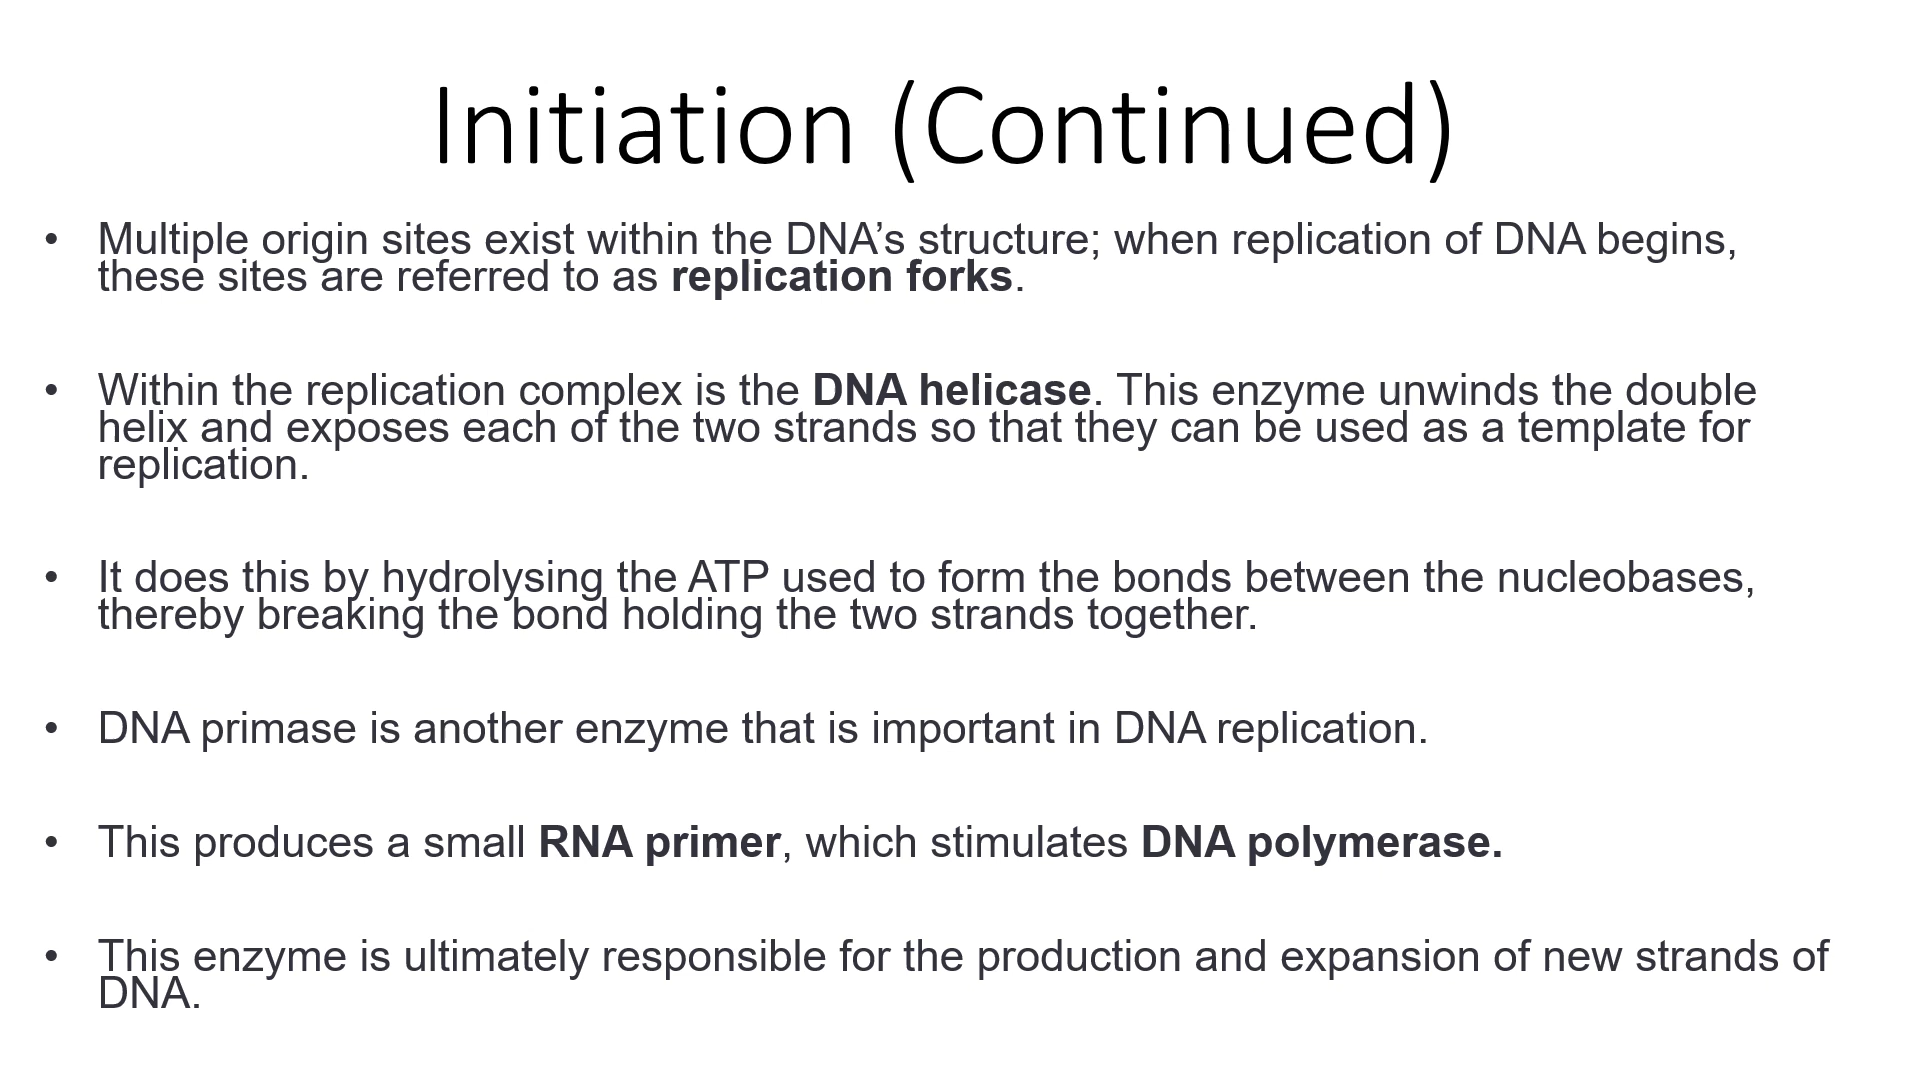 Initiation (Continued)
• Multiple origin sites exist within the DNA’s structure; when replication of DNA begins,
these sites are referred to as replication forks.
• Within the replication complex is the DNA helicase. This enzyme unwinds the double
helix and exposes each of the two strands so that they can be used as a template for
replication.
• It does this by hydrolysing the ATP used to form the bonds between the nucleobases,
thereby breaking the bond holding the two strands together.
• DNA primase is another enzyme that is important in DNA replication.
• This produces a small RNA primer, which stimulates DNA polymerase.
• This enzyme is ultimately responsible for the production and expansion of new strands of
DNA.